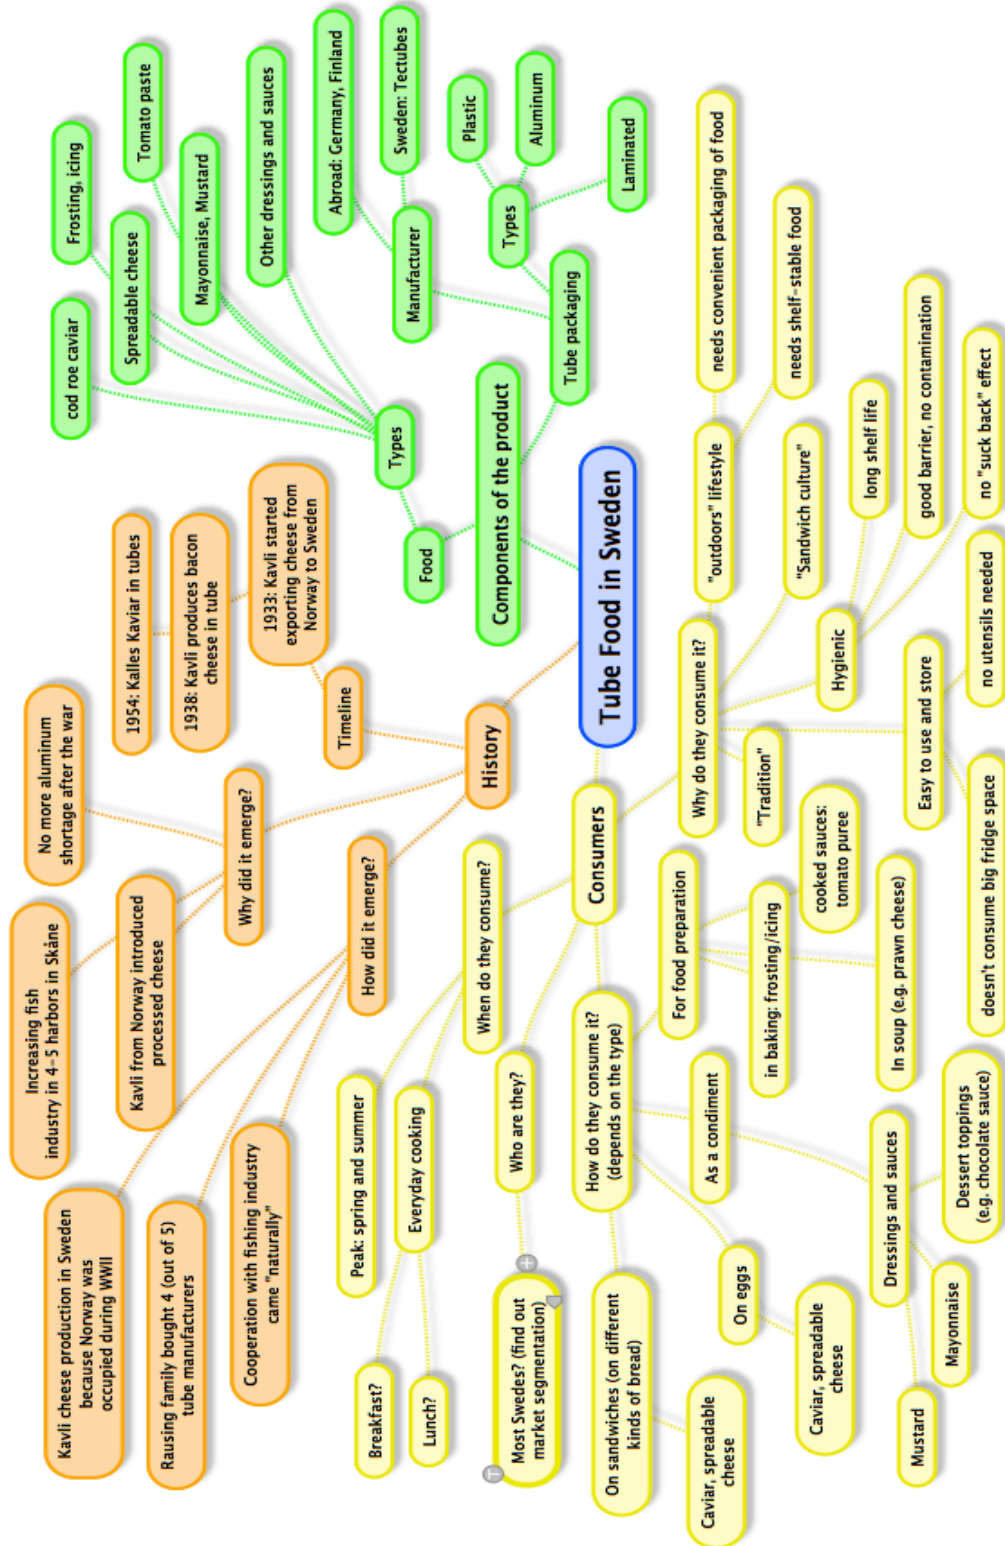 Tube Food in Sweden
History
Timeline
1933: Kavli started
exporting cheese from
Norway to Sweden
1938: Kavli produces bacon
cheese in tube
1954: Kalles Kaviar in tubes
Why did it emerge?
No more aluminum
shortage after the war
Kavli from Norway introduced
processed cheese
Increasing fish
industry in 4-5 harbors in Skåne
How did it emerge?
Kavli cheese production in Sweden
because Norway was
occupied during WWII
Rausing family bought 4 (out of 5)
tube manufacturers
Cooperation with fishing industry
came "naturally"
Components of the product
Food
Types
cod roe caviar
Spreadable cheese
Frosting, icing
Mayonnaise, Mustard
Tomato paste
Other dressings and sauces
Tube packaging
Manufacturer
Abroad: Germany, Finland
Sweden: Tectubes
Types
Plastic
Aluminum
Laminated
Consumers
When do they consume?
Peak: spring and summer
Everyday cooking
Breakfast?
Lunch?
Who are they?
Most Swedes? (find out
market segmentation)
T
+
How do they consume it?
(depends on the type)
On sandwiches (on different
kinds of bread)
Caviar, spreadable
cheese
On eggs
Caviar, spreadable
cheese
As a condiment
Dressings and sauces
Mustard
Mayonnaise
Dessert toppings
(e.g. chocolate sauce)
For food preparation
in baking: frosting/icing
In soup (e.g. prawn cheese)
cooked sauces:
tomato puree
Why do they consume it?
"Tradition"
Easy to use and store
doesn't consume big fridge space
no utensils needed
Hygienic
long shelf life
good barrier, no contamination
no "suck back" effect
"Sandwich culture"
"outdoors" lifestyle
needs convenient packaging of food
needs shelf-stable food